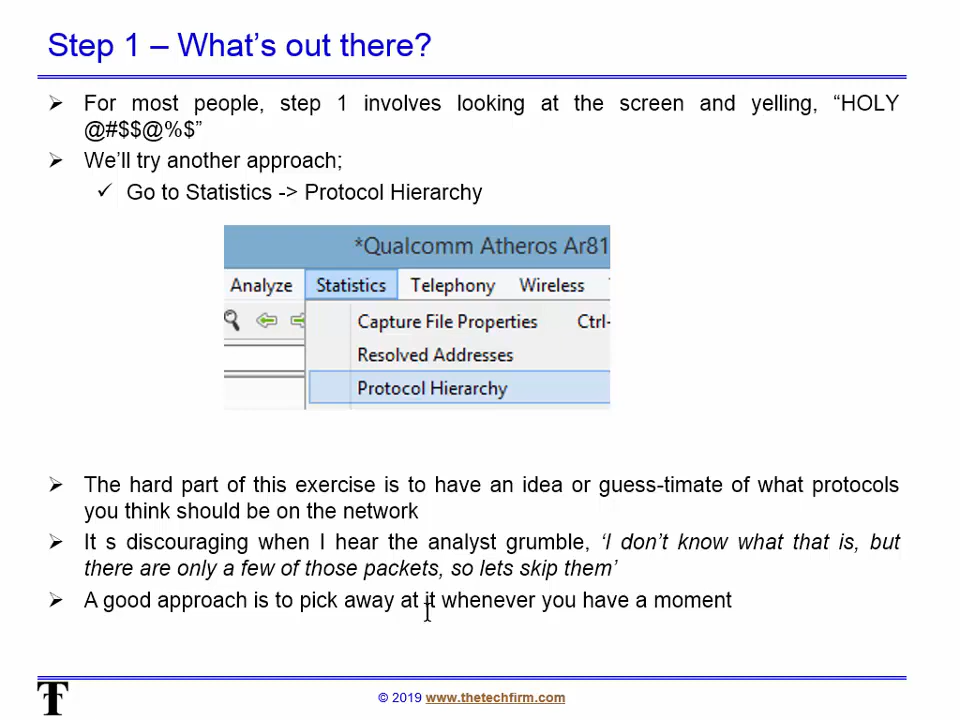 Step 1 – What's out there?
➢ For most people, step 1 involves looking at the screen and yelling, “HOLY
@#$$@%$”
➢ We'll try another approach;
✓ Go to Statistics -> Protocol Hierarchy
*Qualcomm Atheros Ar81
Analyze Statistics Telephony Wireless
Capture File Properties Ctrl-
Resolved Addresses
Protocol Hierarchy
➢ The hard part of this exercise is to have an idea or guess-timate of what protocols
you think should be on the network
➢ It s discouraging when I hear the analyst grumble, ‘I don’t know what that is, but
there are only a few of those packets, so lets skip them’
➢ A good approach is to pick away at it whenever you have a moment
T
© 2019 www.thetechfirm.com